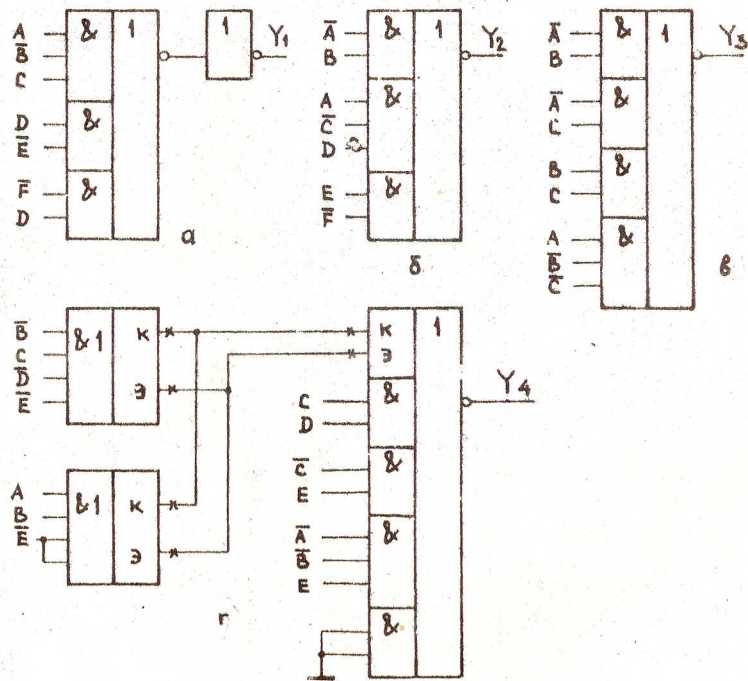 A & 1 1 Y₁
B̄
C
D &
Ē
F̄ &
D
а
Ā & 1 Y₂
B
A &
C̄
D̄
E &
F̄
б
Ā & 1 Y₃
B
Ā &
C
B &
C
A &
B̄
C̄
в
B̄ &1 К
C
D̄ Э
Ē
A &1 К
B
Ē Э
г
К 1 Y₄
Э
C &
D
C̄ &
E
Ā &
B̄
E
&